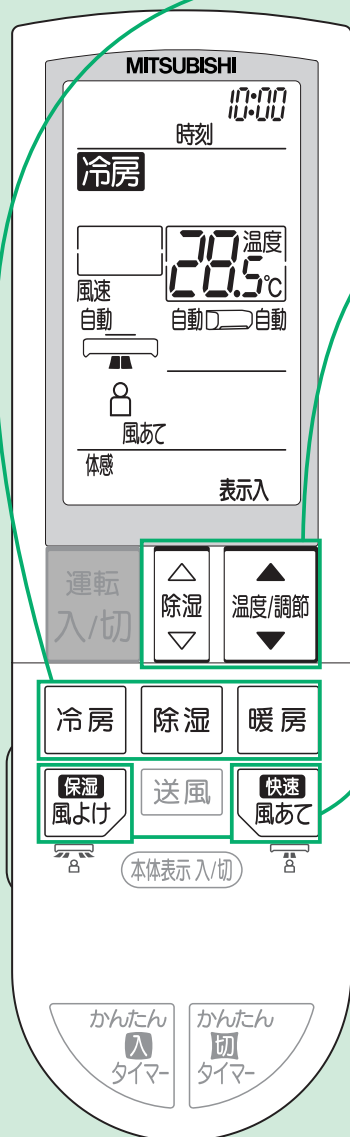 MITSUBISHI
10:00
時刻
冷房
28.5℃ 温度
風速
自動 自動 自動
風あて
体感
表示入
運転
入/切
△
除湿
▽
▲
温度/調節
▼
冷房 除湿 暖房
保湿
風よけ
送風
快速
風あて
本体表示 入/切
かんたん
入
タイマー
かんたん
切
タイマー